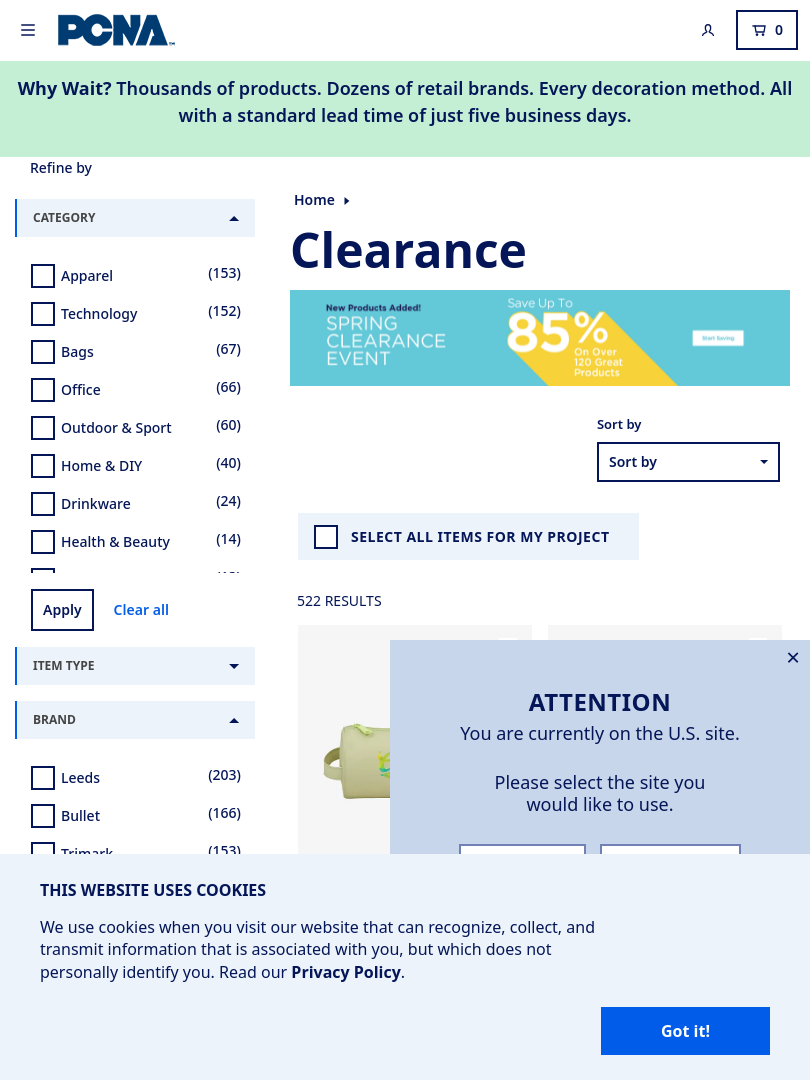 PCNA
0
Why Wait? Thousands of products. Dozens of retail brands. Every decoration method. All
with a standard lead time of just five business days.
Refine by
Home
CATEGORY
Clearance
Apparel (153)
Technology (152)
Bags (67)
Office (66)
Outdoor & Sport (60)
Home & DIY (40)
Drinkware (24)
Health & Beauty (14)
Apply
Clear all
New Products Added!
SPRING
CLEARANCE
EVENT
Save Up To
85%
On Over
120 Great
Products
Start Saving
Sort by
Sort by
SELECT ALL ITEMS FOR MY PROJECT
522 RESULTS
ITEM TYPE
BRAND
Leeds (203)
Bullet (166)
Trimark (153)
ATTENTION
You are currently on the U.S. site.
Please select the site you
would like to use.
THIS WEBSITE USES COOKIES
We use cookies when you visit our website that can recognize, collect, and
transmit information that is associated with you, but which does not
personally identify you. Read our Privacy Policy.
Got it!